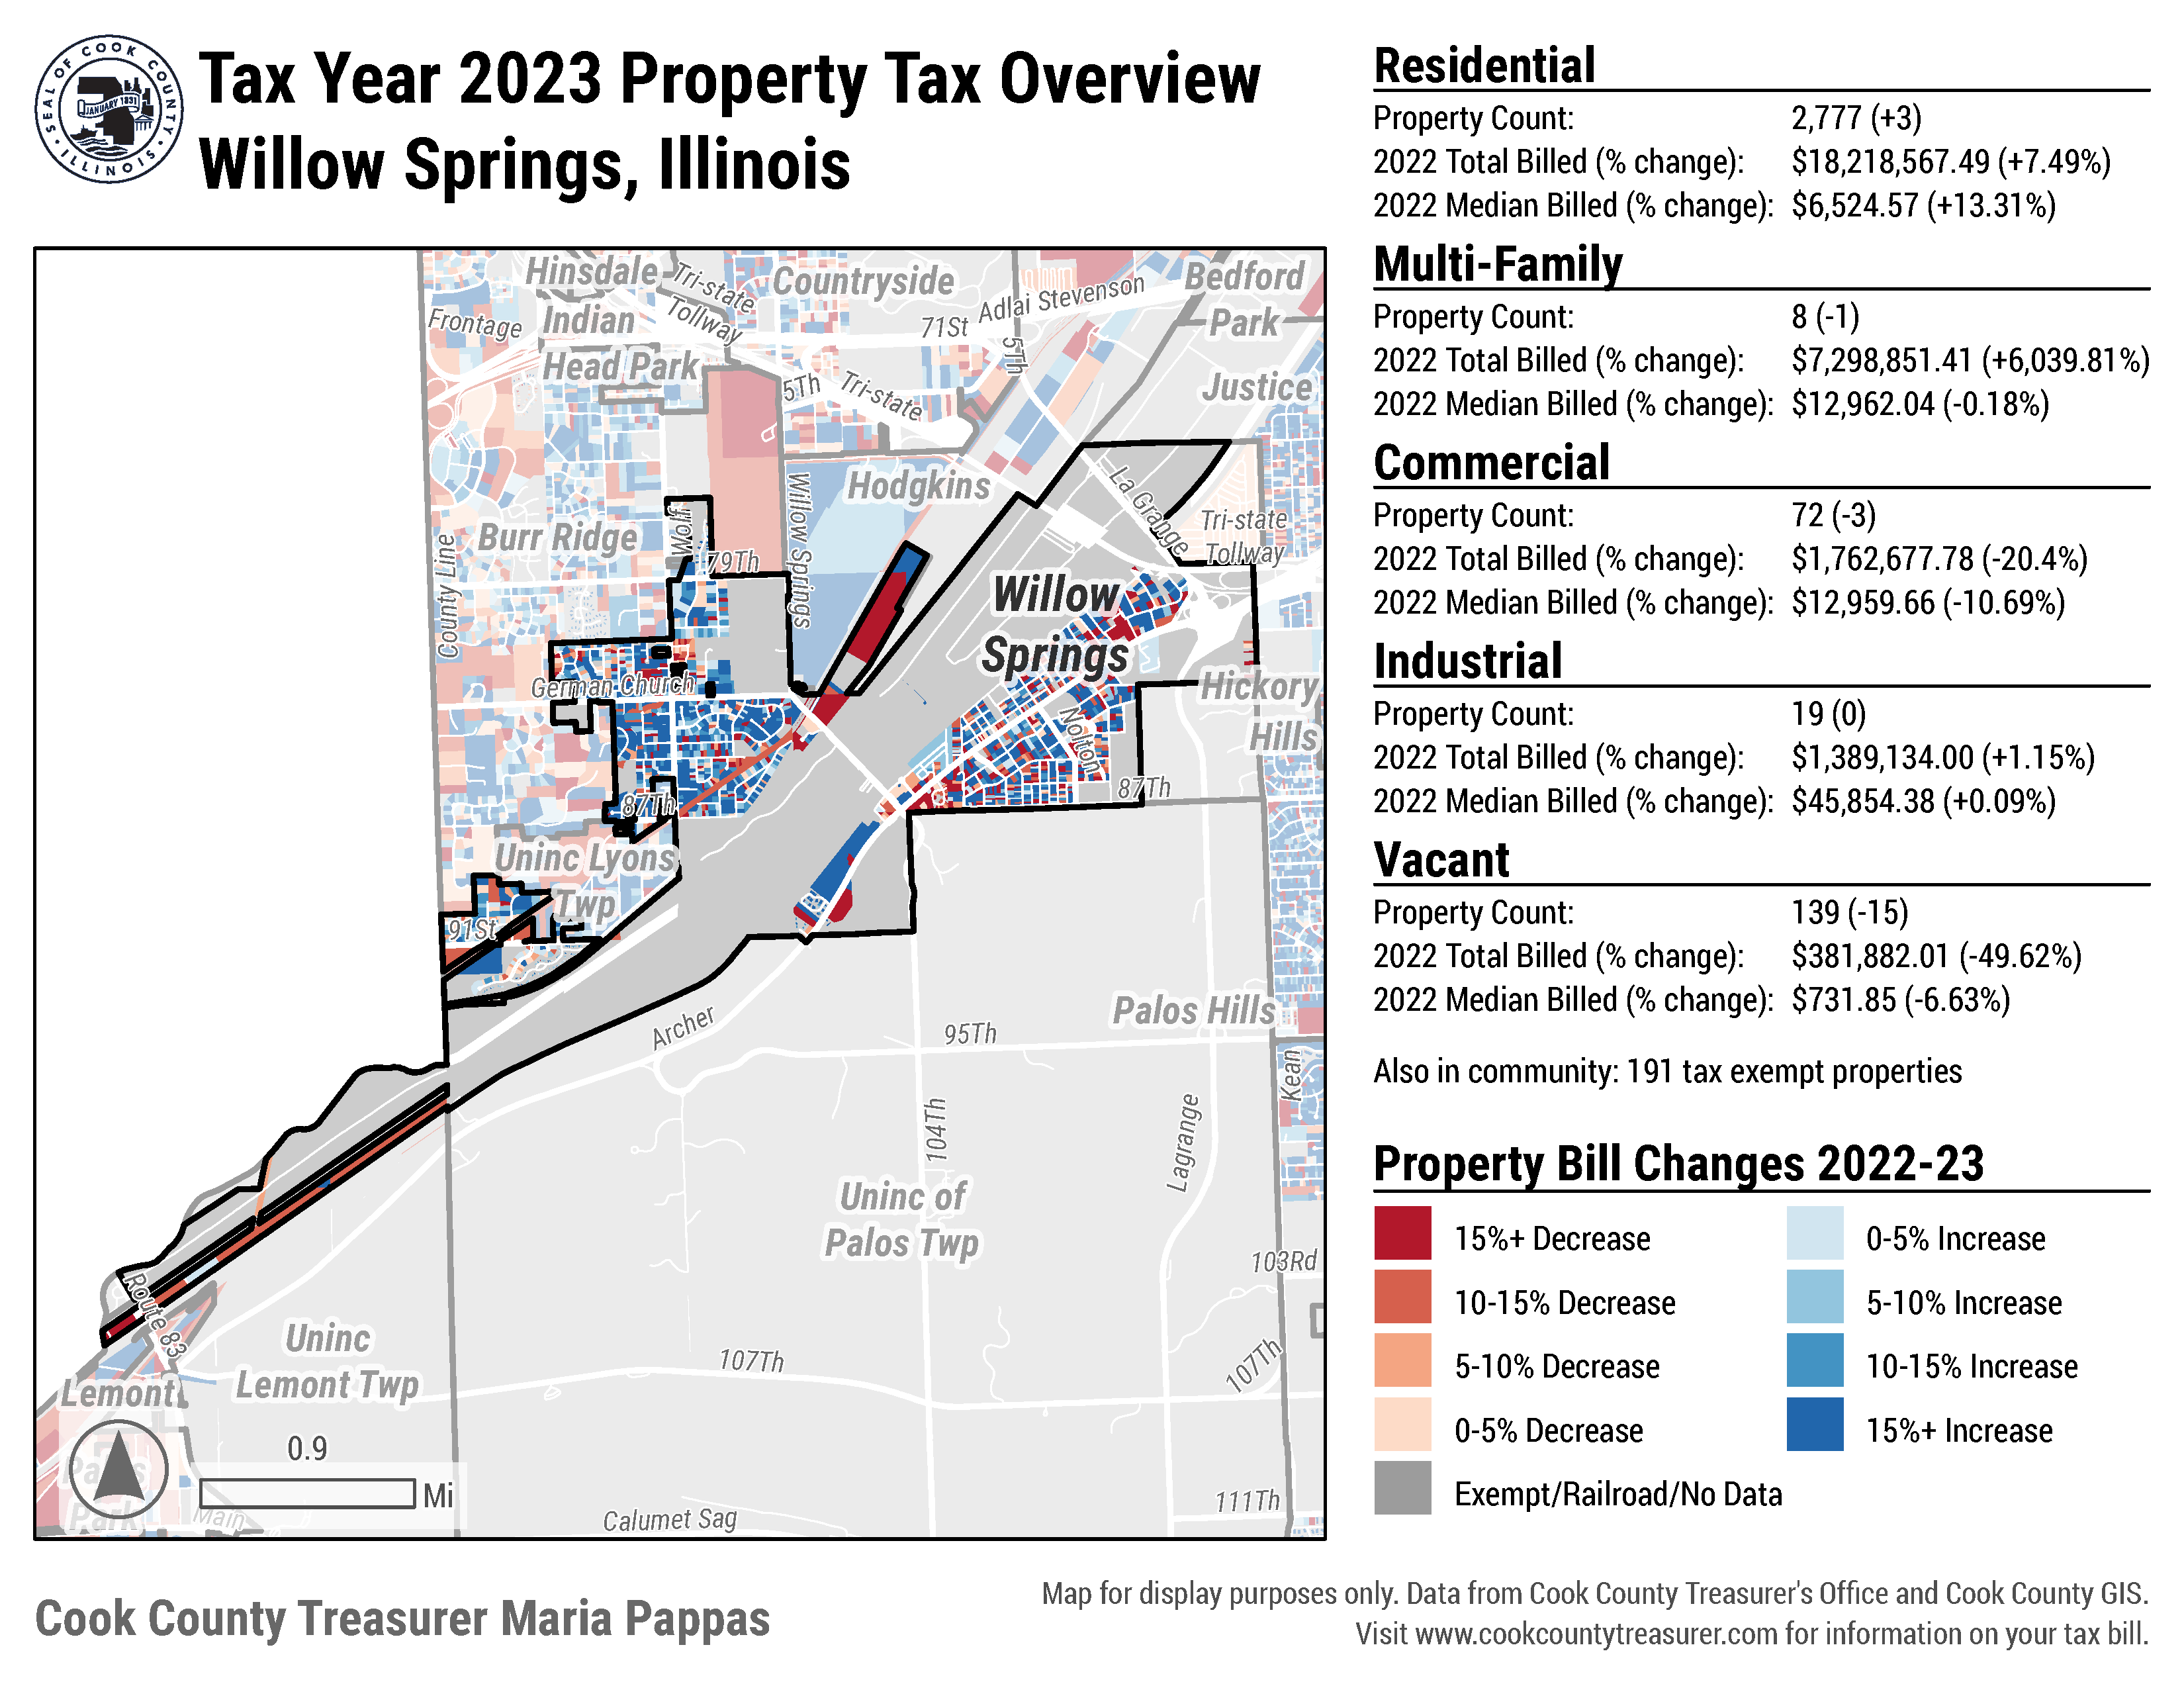 SEAL OF COOK COUNTY
ILLINOIS
JANUARY 1831
Tax Year 2023 Property Tax Overview
Willow Springs, Illinois
Residential
Property Count: 2,777 (+3)
2022 Total Billed (% change): $18,218,567.49 (+7.49%)
2022 Median Billed (% change): $6,524.57 (+13.31%)
Multi-Family
Property Count: 8 (-1)
2022 Total Billed (% change): $7,298,851.41 (+6,039.81%)
2022 Median Billed (% change): $12,962.04 (-0.18%)
Commercial
Property Count: 72 (-3)
2022 Total Billed (% change): $1,762,677.78 (-20.4%)
2022 Median Billed (% change): $12,959.66 (-10.69%)
Industrial
Property Count: 19 (0)
2022 Total Billed (% change): $1,389,134.00 (+1.15%)
2022 Median Billed (% change): $45,854.38 (+0.09%)
Vacant
Property Count: 139 (-15)
2022 Total Billed (% change): $381,882.01 (-49.62%)
2022 Median Billed (% change): $731.85 (-6.63%)
Also in community: 191 tax exempt properties
Property Bill Changes 2022-23
15%+ Decrease
10-15% Decrease
5-10% Decrease
0-5% Decrease
Exempt/Railroad/No Data
0-5% Increase
5-10% Increase
10-15% Increase
15%+ Increase
Hinsdale
Tri-state
Tollway
Countryside
Adlai Stevenson
Bedford
Park
Frontage
Indian
Head Park
71St
5Th
5Th
Tri-state
Justice
Willow Springs
Hodgkins
La Grange
Tri-state
Tollway
County Line
Burr Ridge
Wolf
79Th
Willow
Springs
German Church
Hickory
Hills
Nolton
87Th
87Th
Uninc Lyons
Twp
91St
Archer
95Th
Palos Hills
Kean
104Th
Lagrange
Uninc of
Palos Twp
103Rd
Route 83
Uninc
Lemont Twp
107Th
107Th
Lemont
Palos
Park
0.9
Mi
Main
Calumet Sag
111Th
Cook County Treasurer Maria Pappas
Map for display purposes only. Data from Cook County Treasurer's Office and Cook County GIS.
Visit www.cookcountytreasurer.com for information on your tax bill.